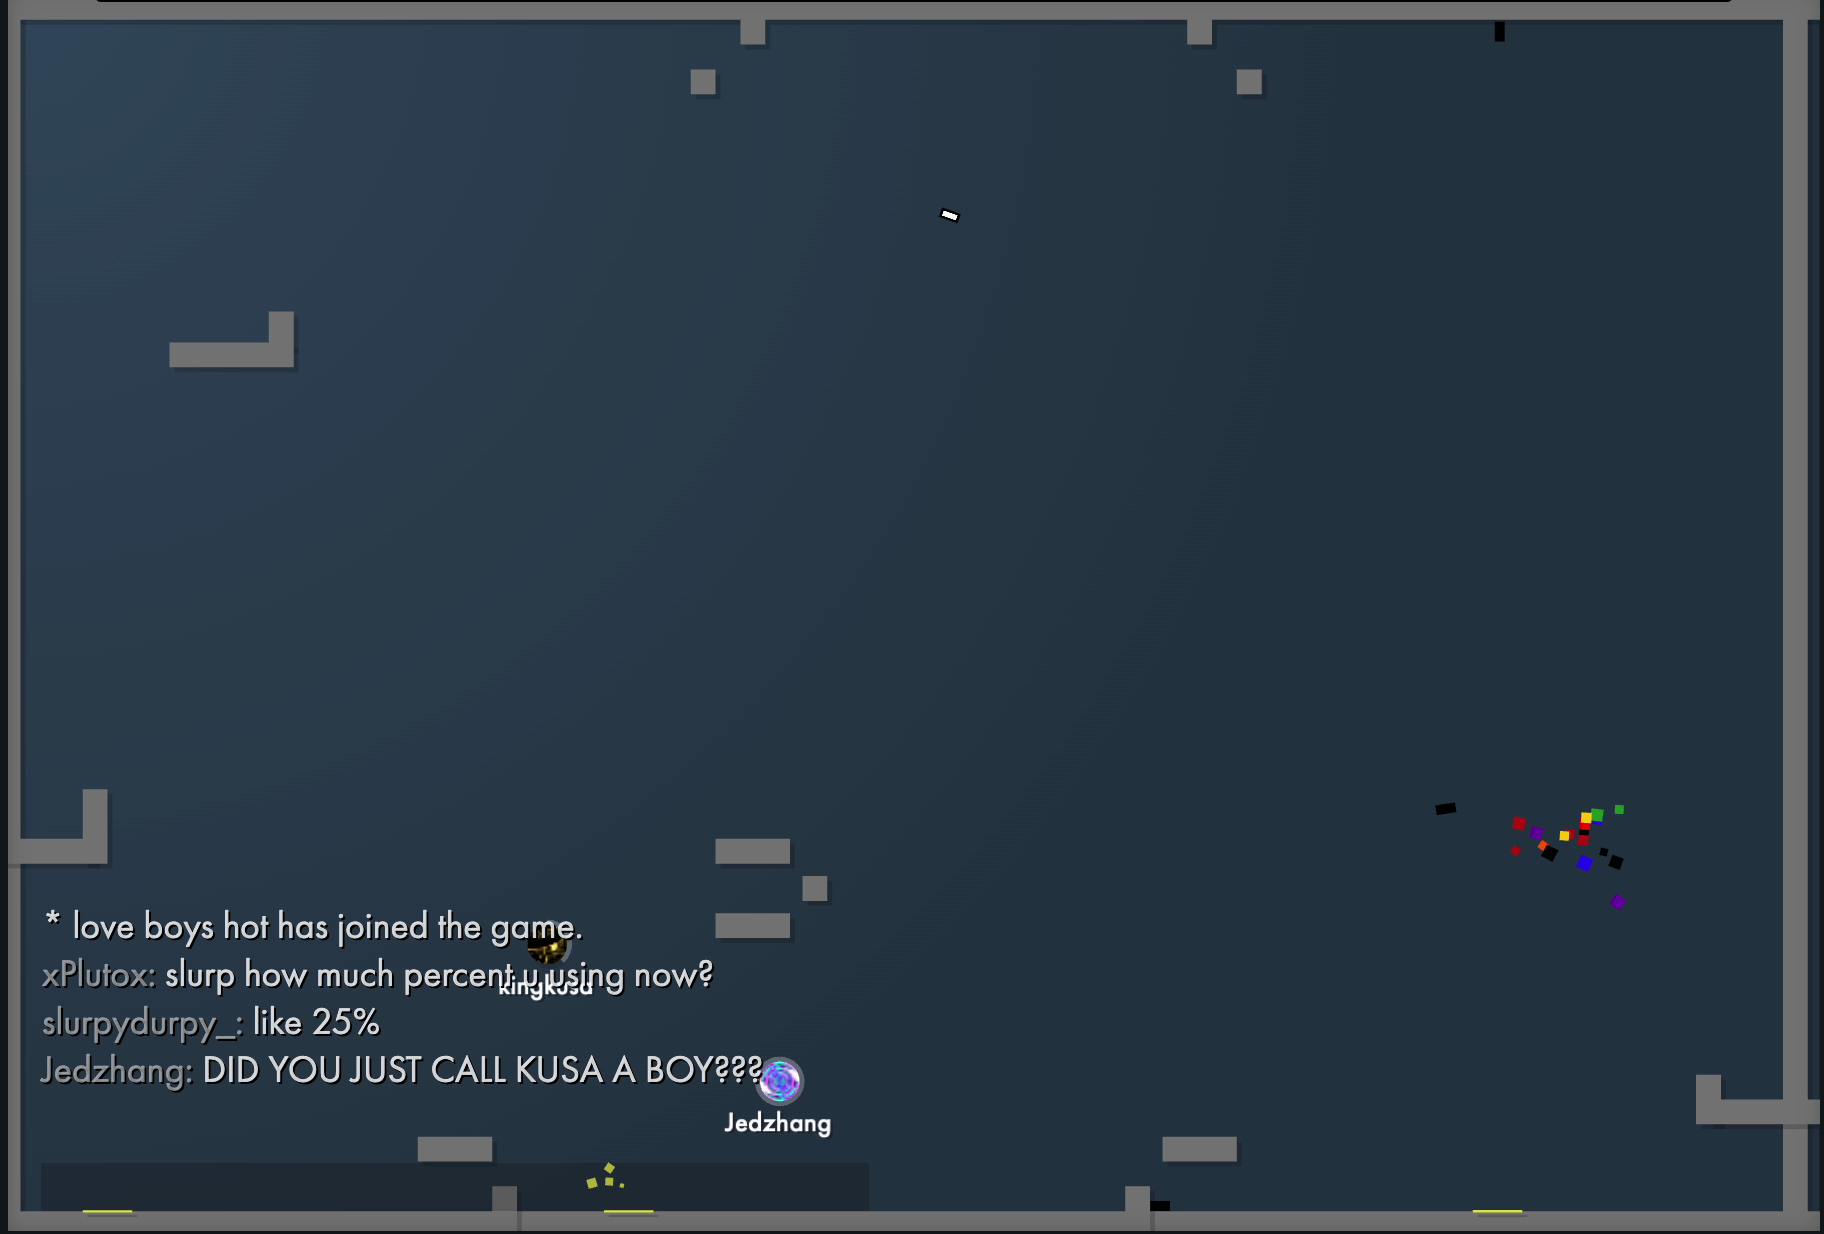 * love boys hot has joined the game.
xPlutox: slurp how much percent u using now?
kingkusa
slurpydurpy_: like 25%
Jedzhang: DID YOU JUST CALL KUSA A BOY???
Jedzhang